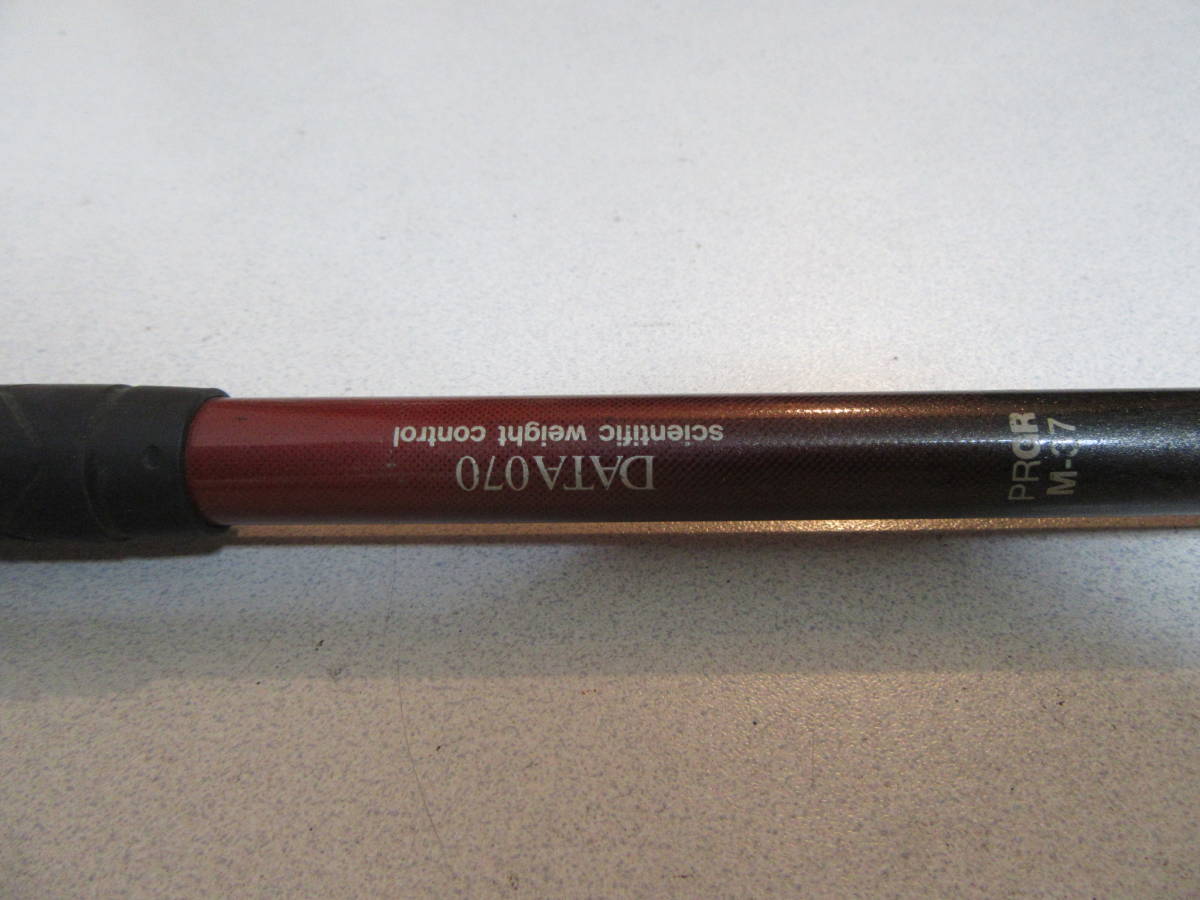 DATA070
scientific weight control
PRGR
M-37